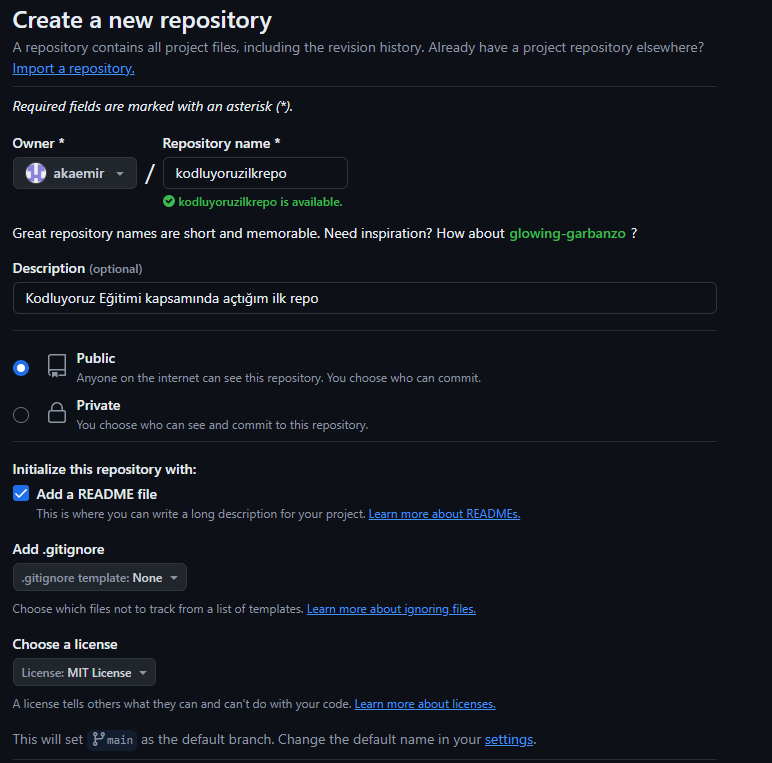 Create a new repository
A repository contains all project files, including the revision history. Already have a project repository elsewhere?
Import a repository.
Required fields are marked with an asterisk (*).
Owner * Repository name *
akaemir / kodluyoruzilkrepo
kodluyoruzilkrepo is available.
Great repository names are short and memorable. Need inspiration? How about glowing-garbanzo ?
Description (optional)
Kodluyoruz Eğitimi kapsamında açtığım ilk repo
Public
Anyone on the internet can see this repository. You choose who can commit.
Private
You choose who can see and commit to this repository.
Initialize this repository with:
Add a README file
This is where you can write a long description for your project. Learn more about READMEs.
Add .gitignore
.gitignore template: None
Choose which files not to track from a list of templates. Learn more about ignoring files.
Choose a license
License: MIT License
A license tells others what they can and can't do with your code. Learn more about licenses.
This will set main as the default branch. Change the default name in your settings.